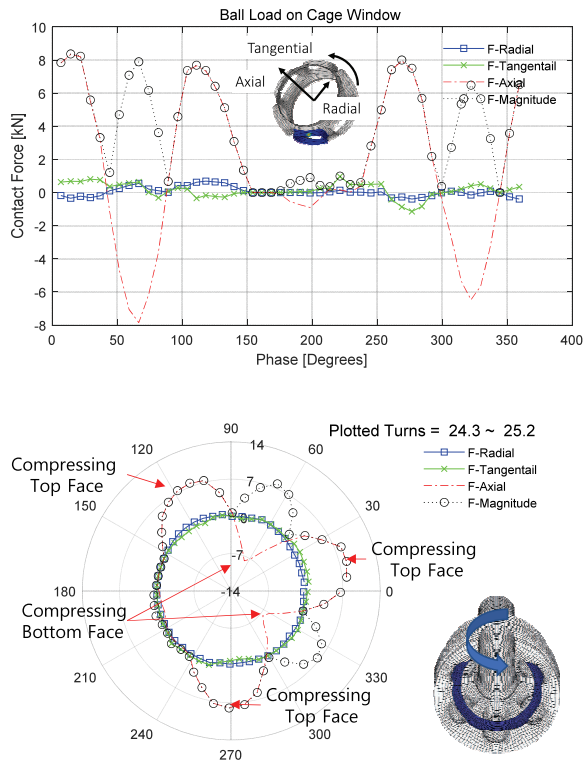 Ball Load on Cage Window
10
8
6
4
2
0
-2
-4
-6
-8
Contact Force [kN]
Tangential
Axial
Radial
F-Radial
F-Tangentail
F-Axial
F-Magnitude
0 50 100 150 200 250 300 350 400
Phase [Degrees]
Plotted Turns = 24.3 ~ 25.2
F-Radial
F-Tangentail
F-Axial
F-Magnitude
90
120
60
150
30
180
0
210
330
240
300
270
14
7
0
-7
-14
Compressing
Top Face
Compressing
Top Face
Compressing
Bottom Face
Compressing
Top Face